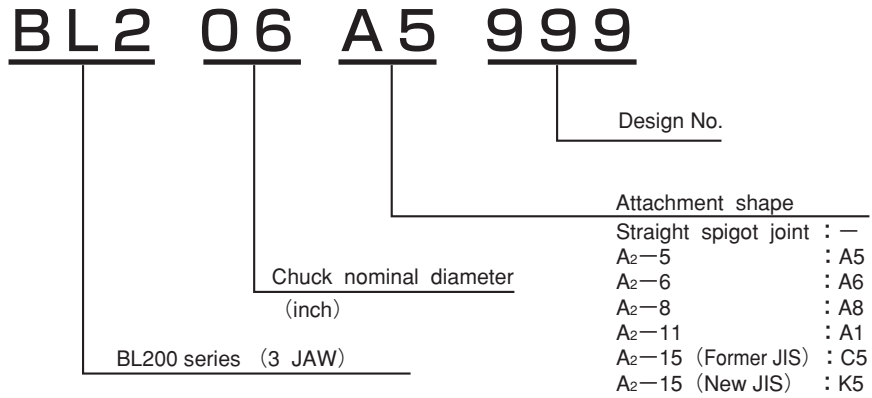 BL2 06 A5 999
Design No.
Attachment shape
Straight spigot joint : —
A2—5 : A5
A2—6 : A6
Chuck nominal diameter
A2—8 : A8
(inch)
A2—11 : A1
BL200 series (3 JAW)
A2—15 (Former JIS) : C5
A2—15 (New JIS) : K5